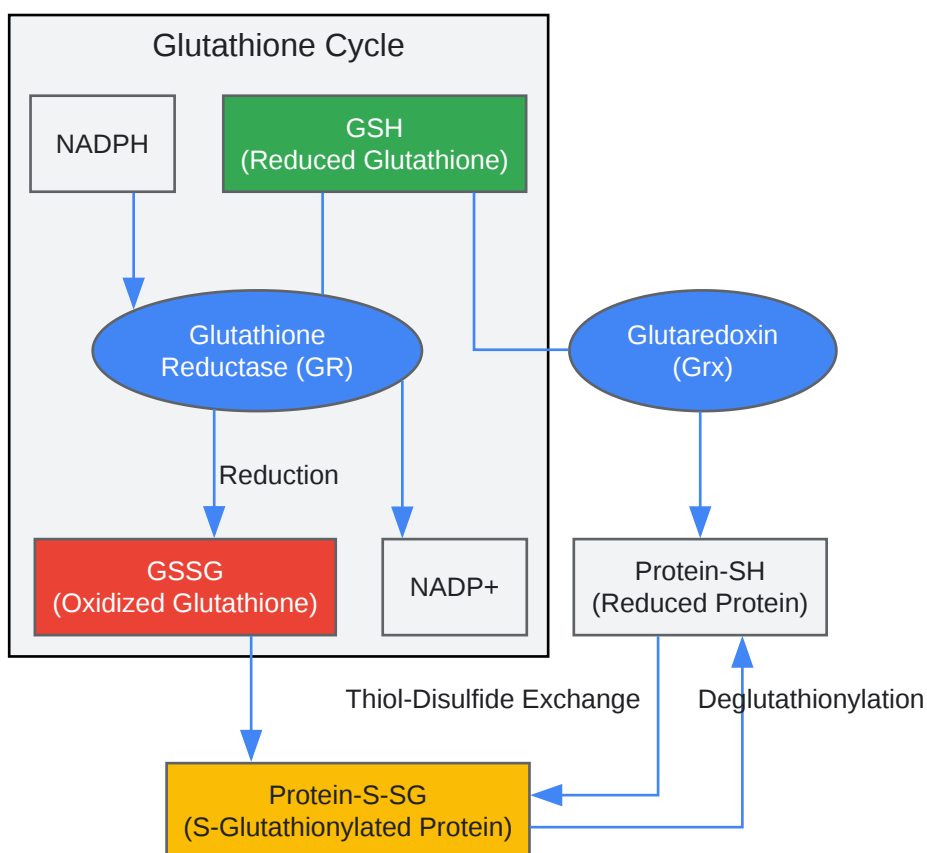 Glutathione Cycle
NADPH
GSH
(Reduced Glutathione)
Glutathione
Reductase (GR)
Glutaredoxin
(Grx)
Reduction
GSSG
(Oxidized Glutathione)
NADP+
Protein-SH
(Reduced Protein)
Thiol-Disulfide Exchange
Deglutathionylation
Protein-S-SG
(S-Glutathionylated Protein)